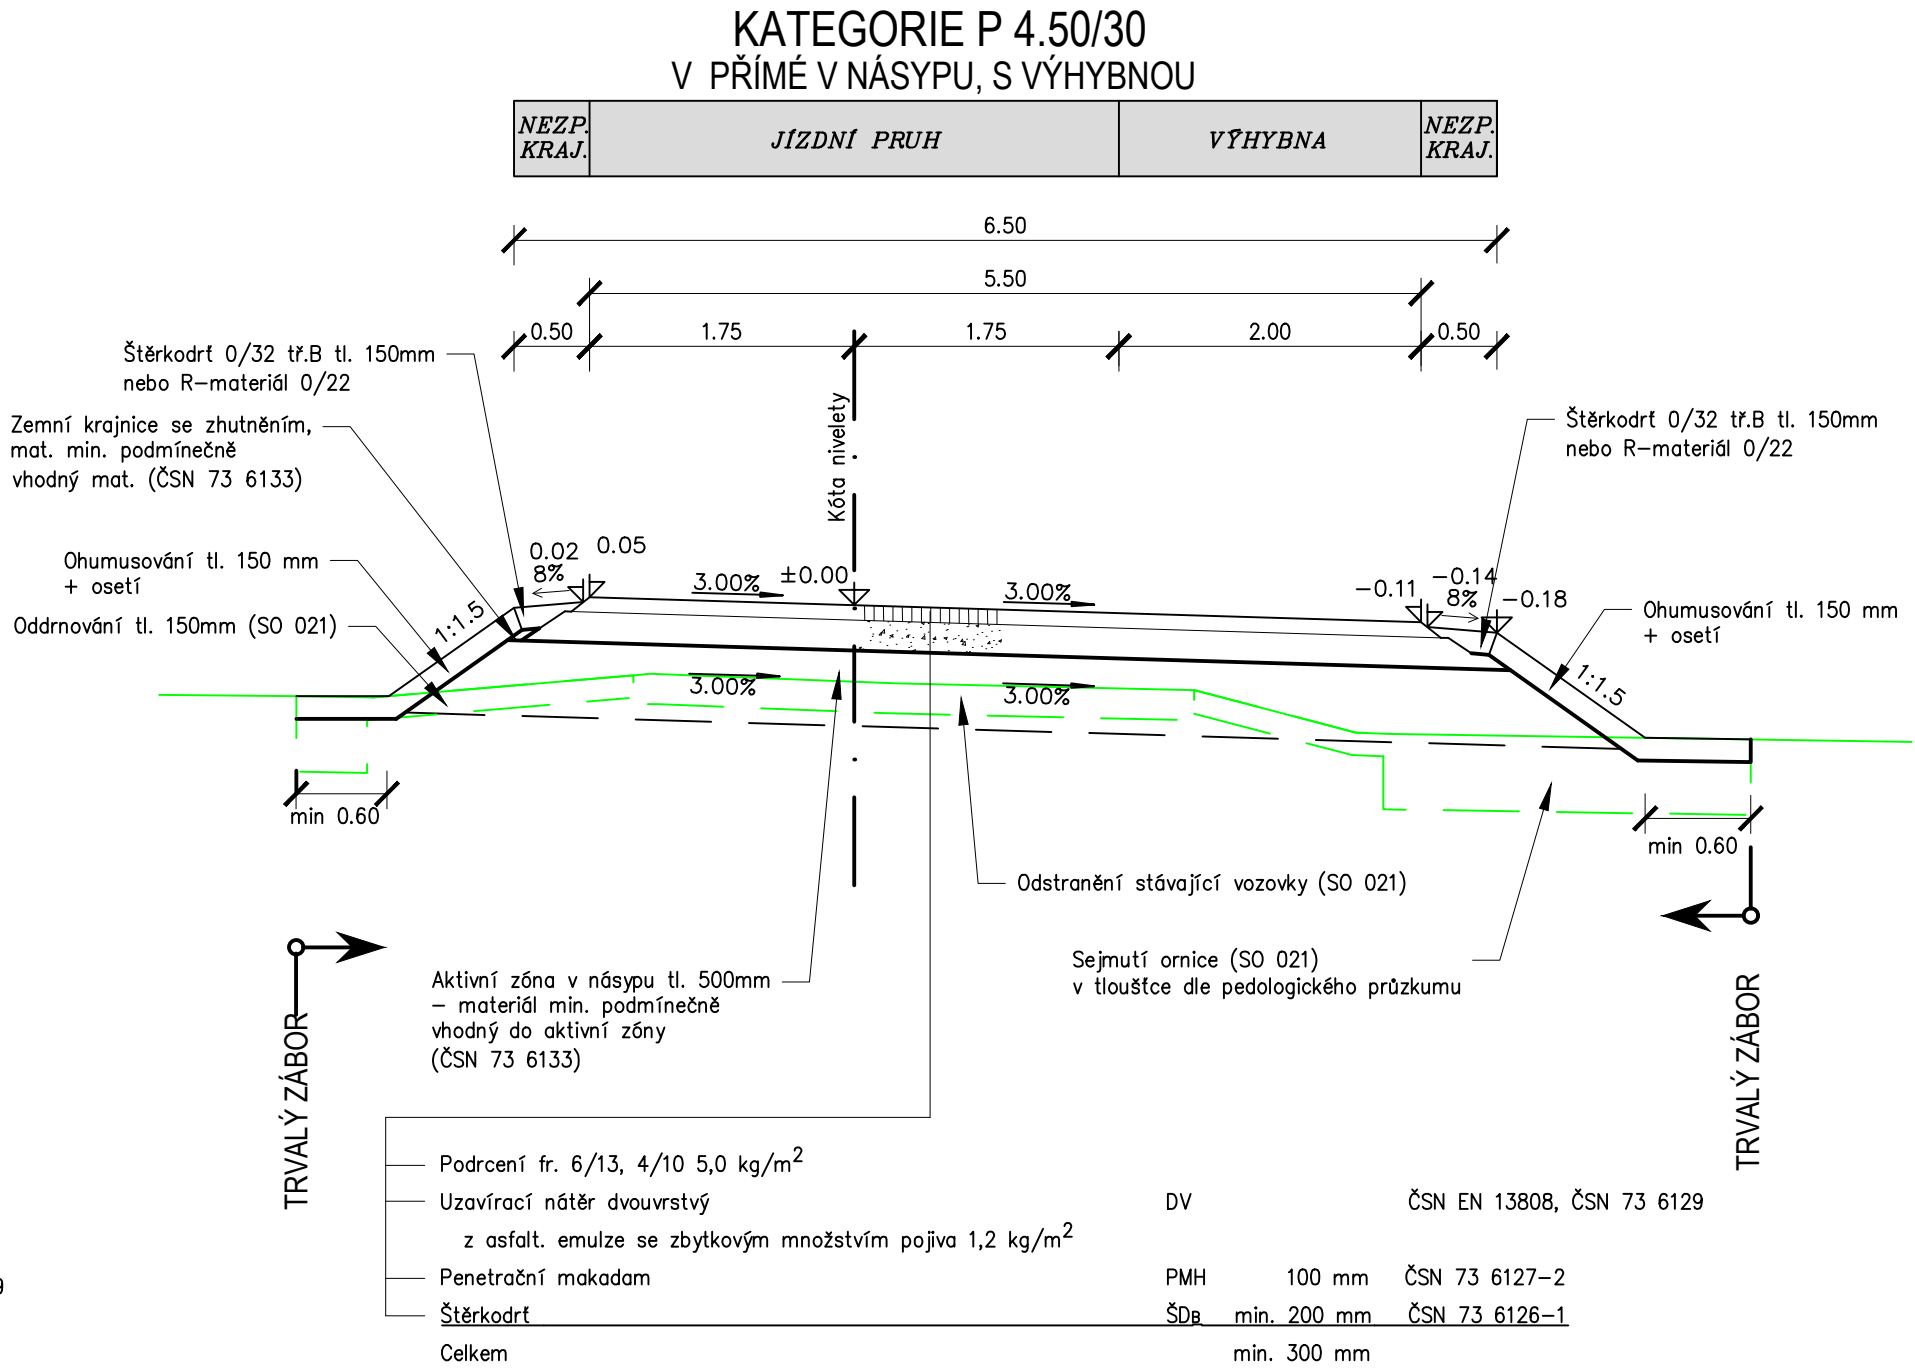 KATEGORIE P 4.50/30
V PŘÍMÉ V NÁSYPU, S VÝHYBNOU
NEZP. KRAJ.
JÍZDNÍ PRUH
VÝHYBNA
NEZP. KRAJ.
6.50
5.50
0.50
1.75
1.75
2.00
0.50
Štěrkodrť 0/32 tř.B tl. 150mm
nebo R-materiál 0/22
Zemní krajnice se zhutněním,
mat. min. podmínečně
vhodný mat. (ČSN 73 6133)
Ohumusování tl. 150 mm
+ osetí
Oddrnování tl. 150mm (SO 021)
Kóta nivelety
Štěrkodrť 0/32 tř.B tl. 150mm
nebo R-materiál 0/22
Ohumusování tl. 150 mm
+ osetí
1:1.5
0.02
0.05
8%
3.00%
±0.00
3.00%
-0.11
-0.14
8%
-0.18
1:1.5
3.00%
3.00%
min 0.60
min 0.60
Odstranění stávající vozovky (SO 021)
Sejmutí ornice (SO 021)
v tloušťce dle pedologického průzkumu
Aktivní zóna v násypu tl. 500mm
- materiál min. podmínečně
vhodný do aktivní zóny
(ČSN 73 6133)
TRVALÝ ZÁBOR
TRVALÝ ZÁBOR
Podrcení fr. 6/13, 4/10 5,0 kg/m²
Uzavírací nátěr dvouvrstvý DV ČSN EN 13808, ČSN 73 6129
z asfalt. emulze se zbytkovým množstvím pojiva 1,2 kg/m²
Penetrační makadam PMH 100 mm ČSN 73 6127-2
Štěrkodrť ŠDB min. 200 mm ČSN 73 6126-1
Celkem min. 300 mm